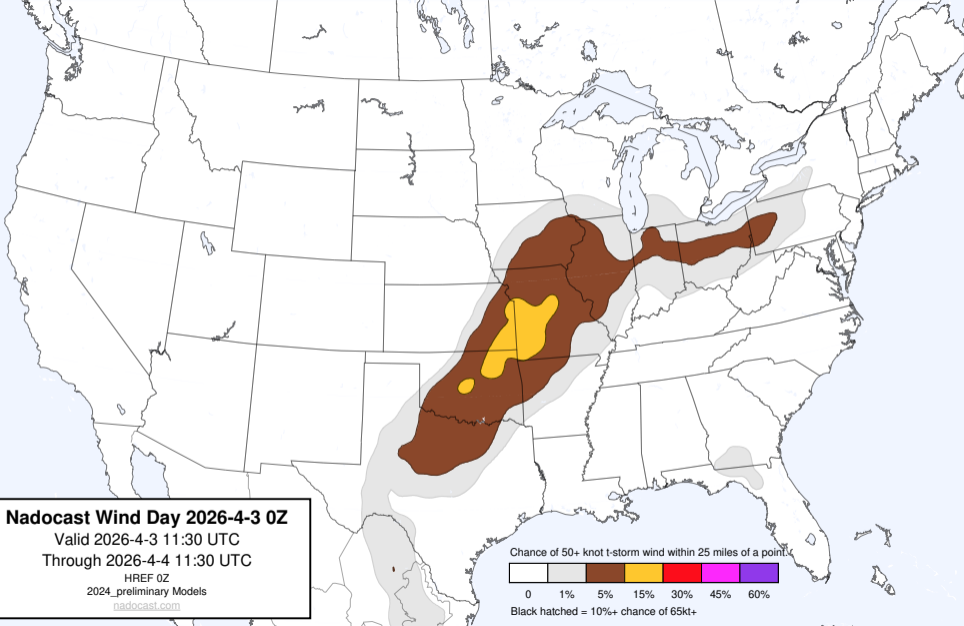 Nadocast Wind Day 2026-4-3 0Z
Valid 2026-4-3 11:30 UTC
Through 2026-4-4 11:30 UTC
HREF 0Z
2024_preliminary Models
nadocast.com
Chance of 50+ knot t-storm wind within 25 miles of a point.
0 1% 5% 15% 30% 45% 60%
Black hatched = 10%+ chance of 65kt+